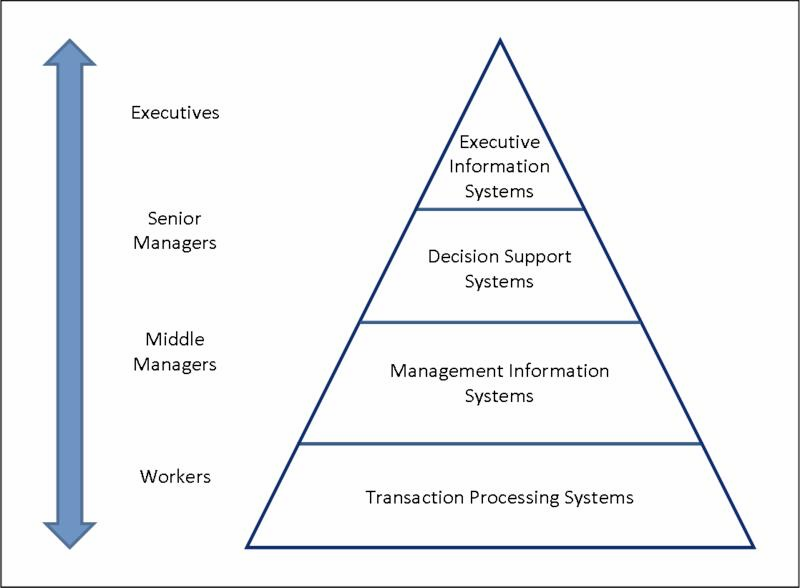 Executives
Executive
Information
Systems
Senior
Managers
Decision Support
Systems
Middle
Managers
Management Information
Systems
Workers
Transaction Processing Systems